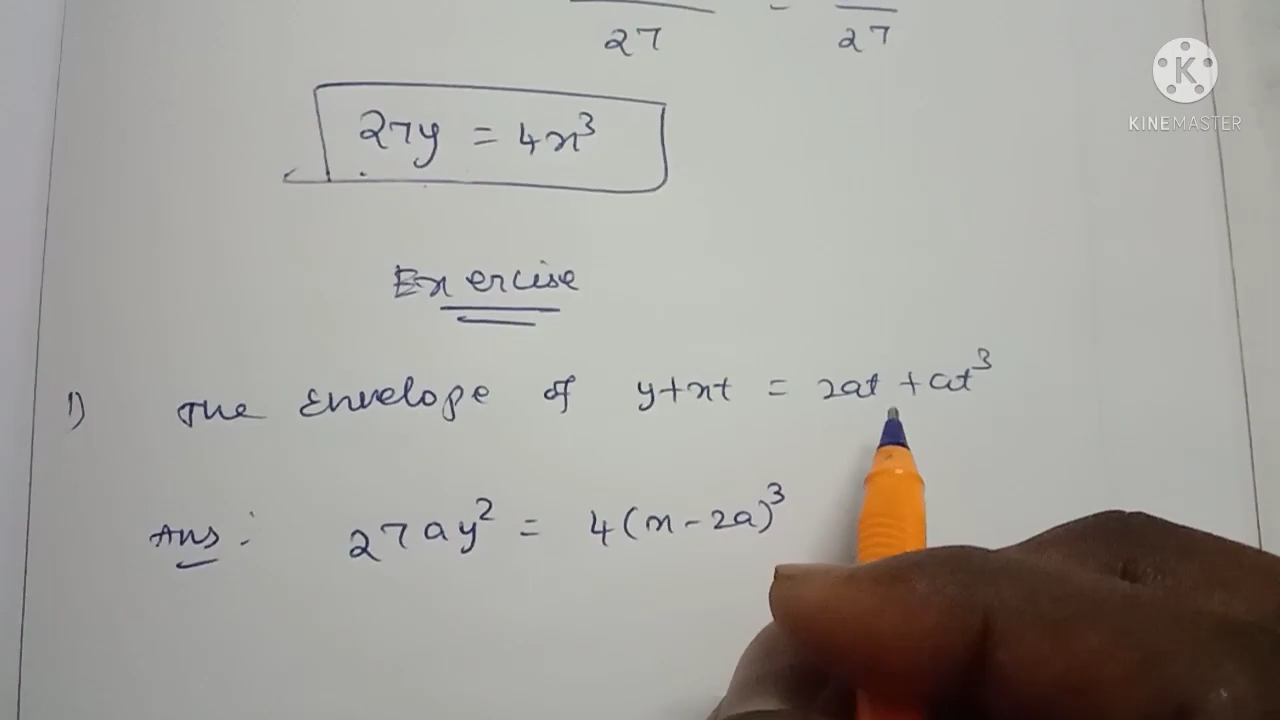 27 - 27
K
KINEMASTER
27y = 4x³
Exercise
1) The Envelope of y+xt = 2at + at³
Ans: 27ay² = 4(x-2a)³